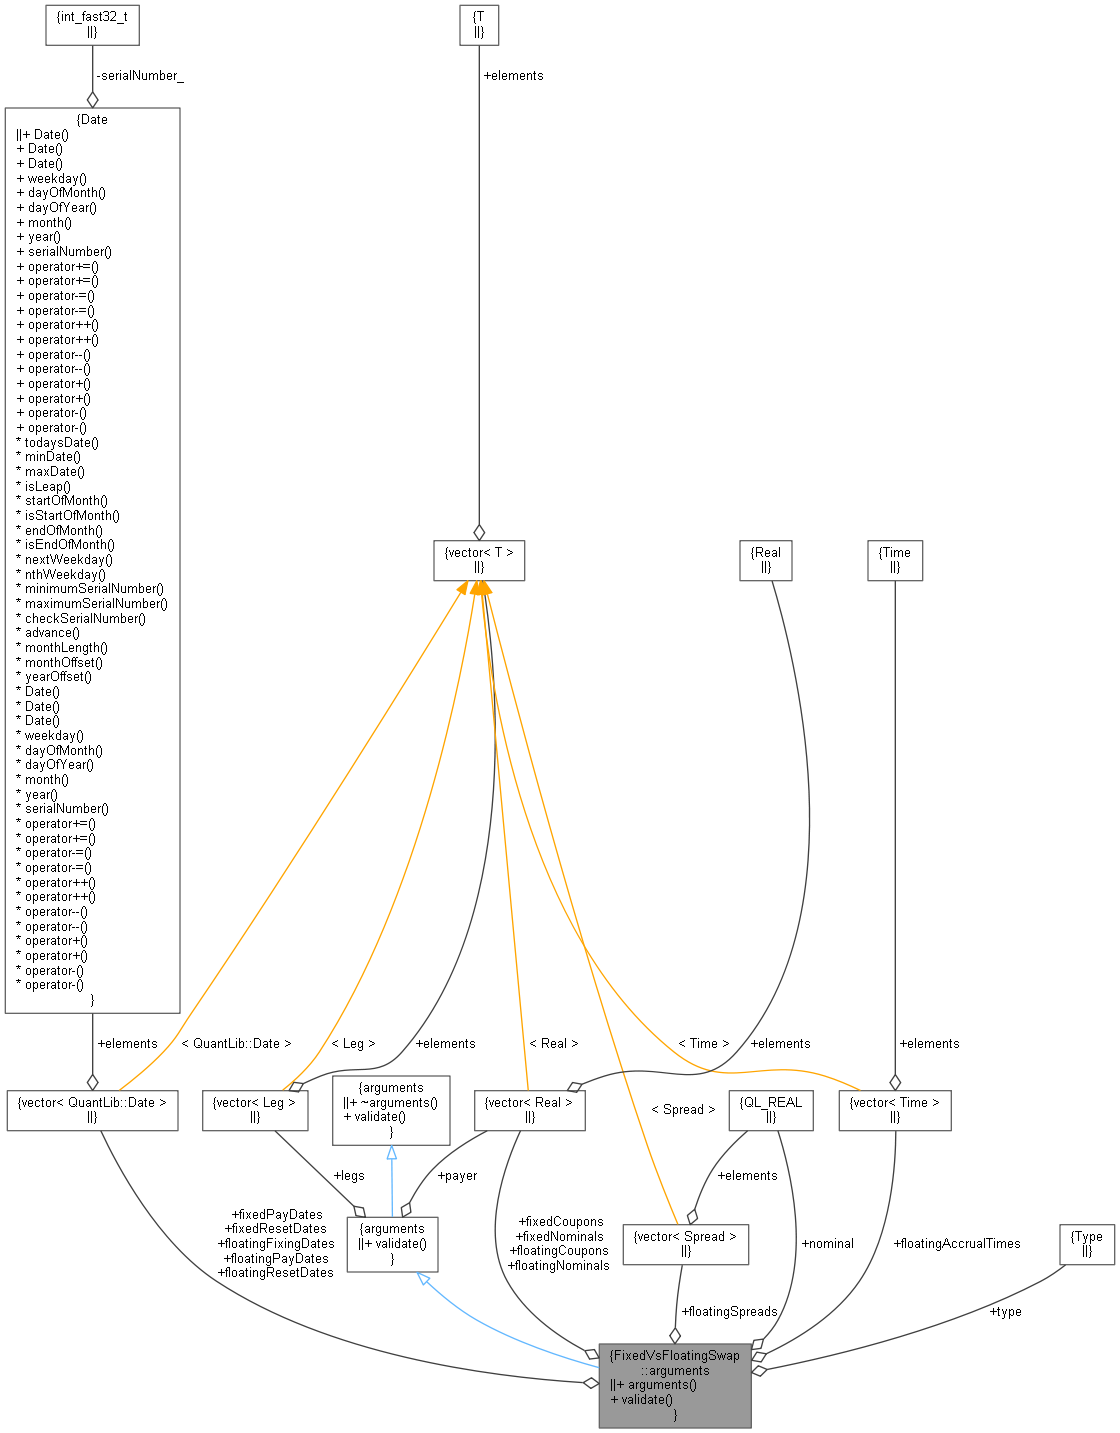 {int_fast32_t
||}
{T
||}
-serialNumber_
+elements
{Date
||+ Date()
+ Date()
+ Date()
+ weekday()
+ dayOfMonth()
+ dayOfYear()
+ month()
+ year()
+ serialNumber()
+ operator+=()
+ operator+=()
+ operator-=()
+ operator-=()
+ operator++()
+ operator++()
+ operator--()
+ operator--()
+ operator+()
+ operator+()
+ operator-()
+ operator-()
* todaysDate()
* minDate()
* maxDate()
* isLeap()
* startOfMonth()
* isStartOfMonth()
* endOfMonth()
* isEndOfMonth()
* nextWeekday()
* nthWeekday()
* minimumSerialNumber()
* maximumSerialNumber()
* checkSerialNumber()
* advance()
* monthLength()
* monthOffset()
* yearOffset()
* Date()
* Date()
* Date()
* weekday()
* dayOfMonth()
* dayOfYear()
* month()
* year()
* serialNumber()
* operator+=()
* operator+=()
* operator-=()
* operator-=()
* operator++()
* operator++()
* operator--()
* operator--()
* operator+()
* operator+()
* operator-()
* operator-()
}
{vector< T >
||}
{Real
||}
{Time
||}
+elements
< QuantLib::Date >
< Leg >
+elements
< Real >
< Time >
+elements
+elements
{vector< QuantLib::Date >
||}
{vector< Leg >
||}
{arguments
||+ ~arguments()
+ validate()
}
{vector< Real >
||}
< Spread >
{QL_REAL
||}
{vector< Time >
||}
+legs
+payer
+elements
+fixedPayDates
+fixedResetDates
+floatingFixingDates
+floatingPayDates
+floatingResetDates
{arguments
||+ validate()
}
+fixedCoupons
+fixedNominals
+floatingCoupons
+floatingNominals
{vector< Spread >
||}
+nominal
+floatingAccrualTimes
{Type
||}
+floatingSpreads
+type
{FixedVsFloatingSwap
::arguments
||+ arguments()
+ validate()
}